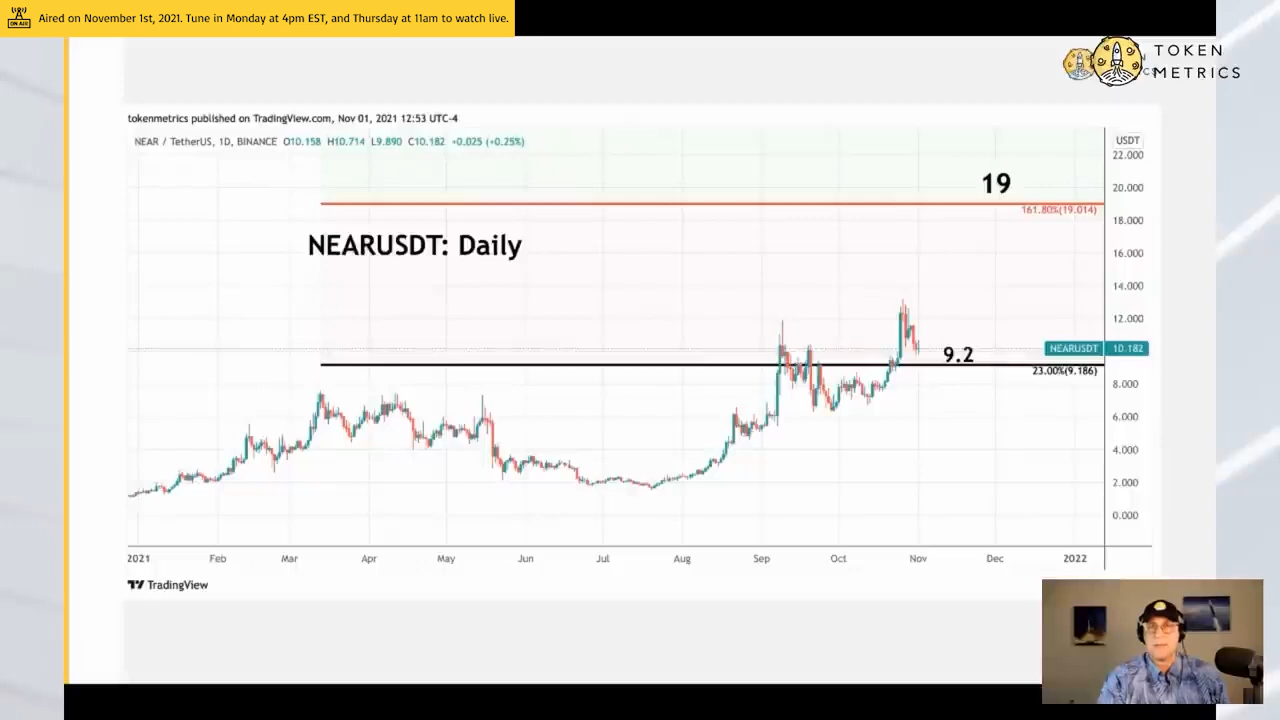 Aired on November 1st, 2021. Tune in Monday at 4pm EST, and Thursday at 11am to watch live.
ON AIR
TOKEN
METRICS
tokenmetrics published on TradingView.com, Nov 01, 2021 12:53 UTC-4
NEAR / TetherUS, 1D, BINANCE O10.158 H10.714 L9.890 C10.182 +0.025 (+0.25%)
USDT
22.000
19
20.000
161.80%(19.014)
18.000
NEARUSDT: Daily
16.000
14.000
12.000
9.2
NEARUSDT 10.182
23.00%(9.186)
8.000
6.000
4.000
2.000
0.000
2021 Feb Mar Apr May Jun Jul Aug Sep Oct Nov Dec 2022
TradingView